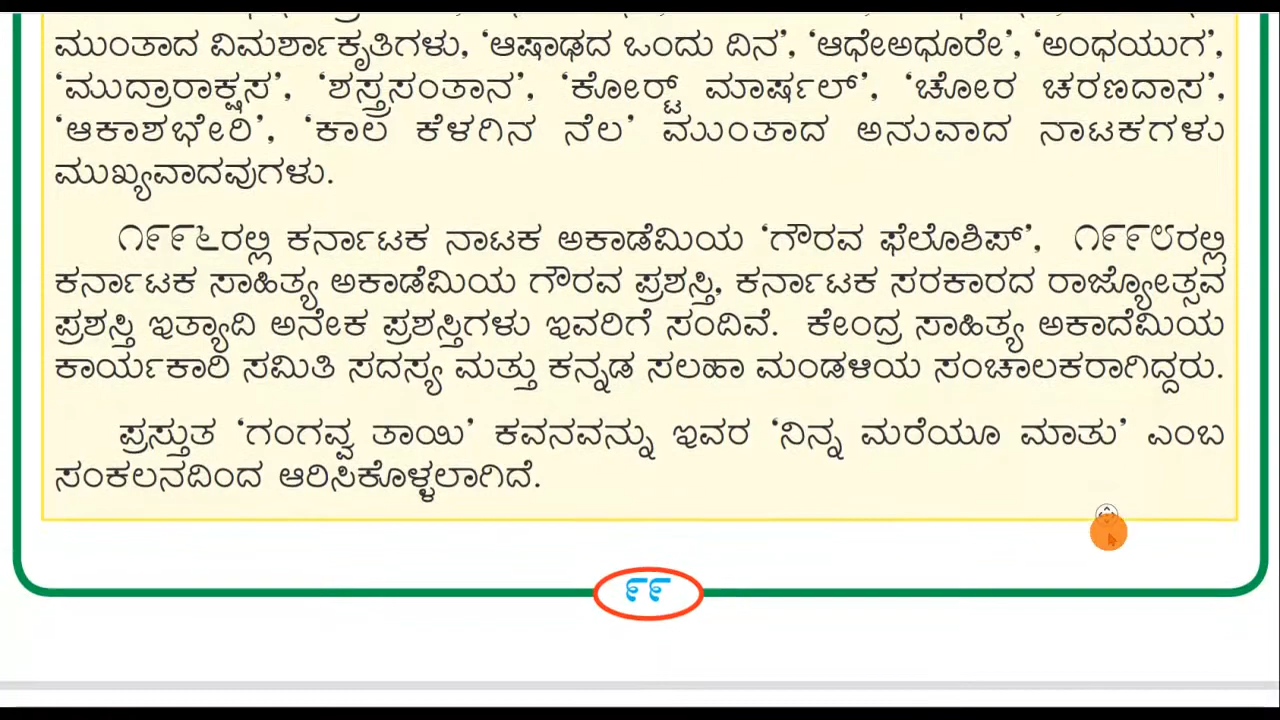 ಮುಂತಾದ ವಿಮರ್ಶಾಕೃತಿಗಳು, ‘ಆಷಾಢದ ಒಂದು ದಿನ’, ‘ಆಧೇಅಧೂರೇ’, ‘ಅಂಧಯುಗ’,
‘ಮುದ್ರಾರಾಕ್ಷಸ’, ‘ಶಸ್ತ್ರಸಂತಾನ’, ‘ಕೋರ್ಟ್ ಮಾರ್ಷಲ್’, ‘ಚೋರ ಚರಣದಾಸ’,
‘ಆಕಾಶಭೇರಿ’, ‘ಕಾಲ ಕೆಳಗಿನ ನೆಲ’ ಮುಂತಾದ ಅನುವಾದ ನಾಟಕಗಳು
ಮುಖ್ಯವಾದವುಗಳು.
೧೯೯೬ರಲ್ಲಿ ಕರ್ನಾಟಕ ನಾಟಕ ಅಕಾಡೆಮಿಯ ‘ಗೌರವ ಫೆಲೊಶಿಪ್’, ೧೯೯೮ರಲ್ಲಿ
ಕರ್ನಾಟಕ ಸಾಹಿತ್ಯ ಅಕಾಡೆಮಿಯ ಗೌರವ ಪ್ರಶಸ್ತಿ, ಕರ್ನಾಟಕ ಸರಕಾರದ ರಾಜ್ಯೋತ್ಸವ
ಪ್ರಶಸ್ತಿ ಇತ್ಯಾದಿ ಅನೇಕ ಪ್ರಶಸ್ತಿಗಳು ಇವರಿಗೆ ಸಂದಿವೆ. ಕೇಂದ್ರ ಸಾಹಿತ್ಯ ಅಕಾದೆಮಿಯ
ಕಾರ್ಯಕಾರಿ ಸಮಿತಿ ಸದಸ್ಯ ಮತ್ತು ಕನ್ನಡ ಸಲಹಾ ಮಂಡಳಿಯ ಸಂಚಾಲಕರಾಗಿದ್ದರು.
ಪ್ರಸ್ತುತ ‘ಗಂಗವ್ವ ತಾಯಿ’ ಕವನವನ್ನು ಇವರ ‘ನಿನ್ನ ಮರೆಯೂ ಮಾತು’ ಎಂಬ
ಸಂಕಲನದಿಂದ ಆರಿಸಿಕೊಳ್ಳಲಾಗಿದೆ.
೯೯